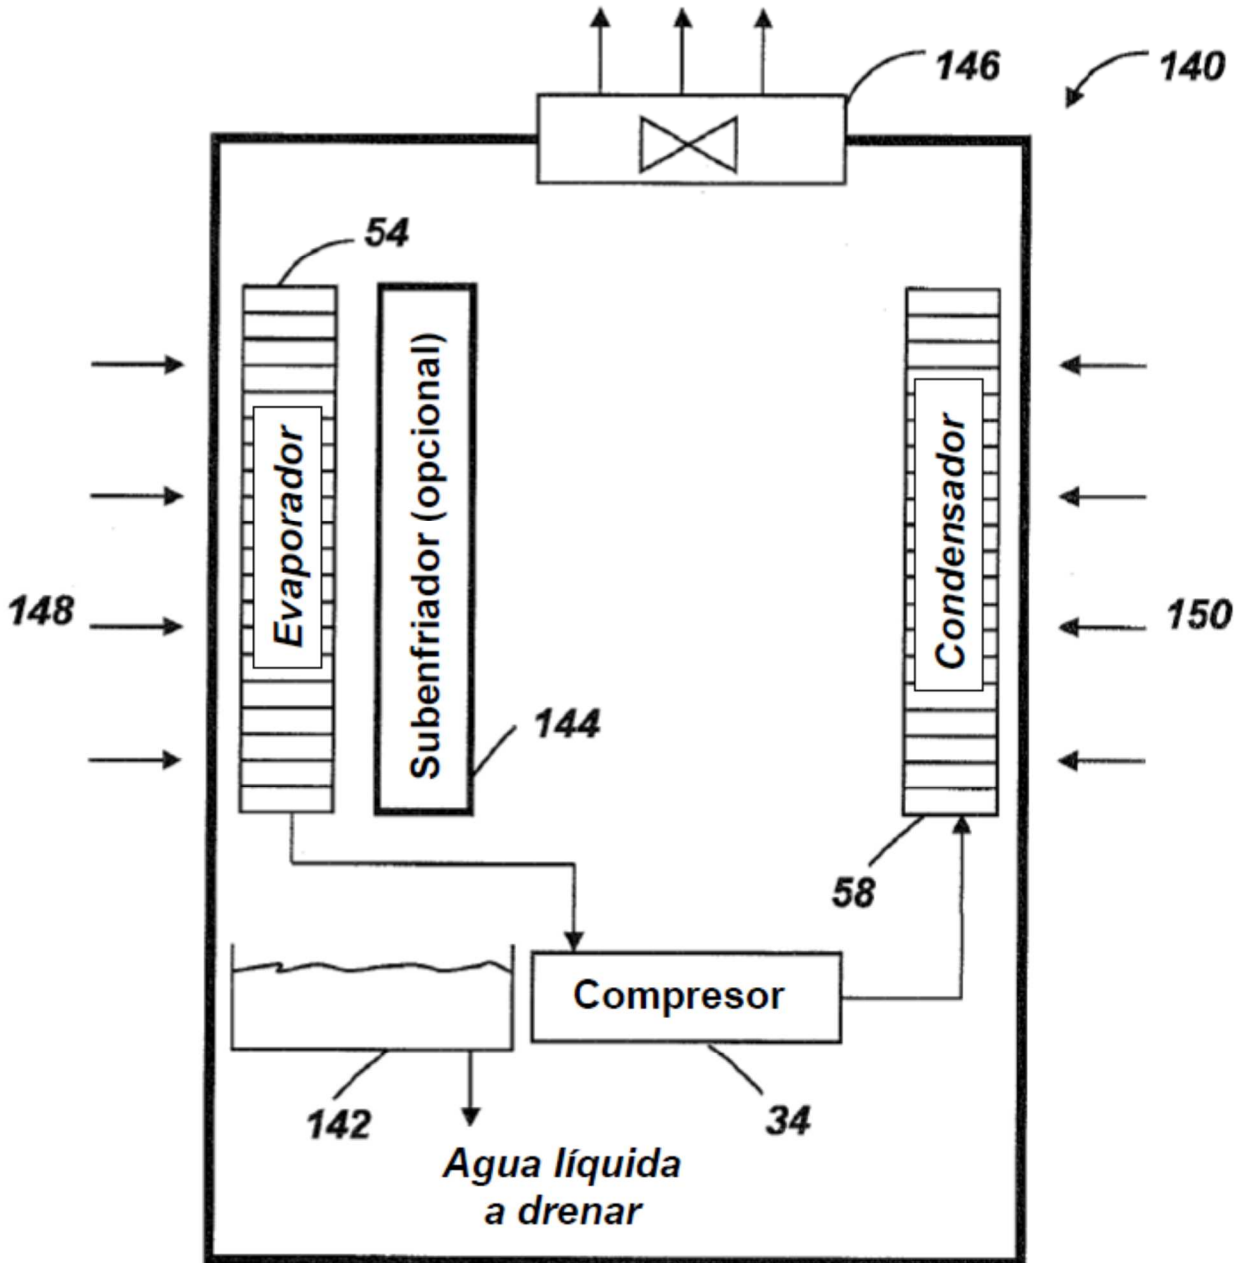 146
140
54
Evaporador
Subenfriador (opcional)
Condensador
148
150
144
58
Compresor
142
34
Agua líquida
a drenar